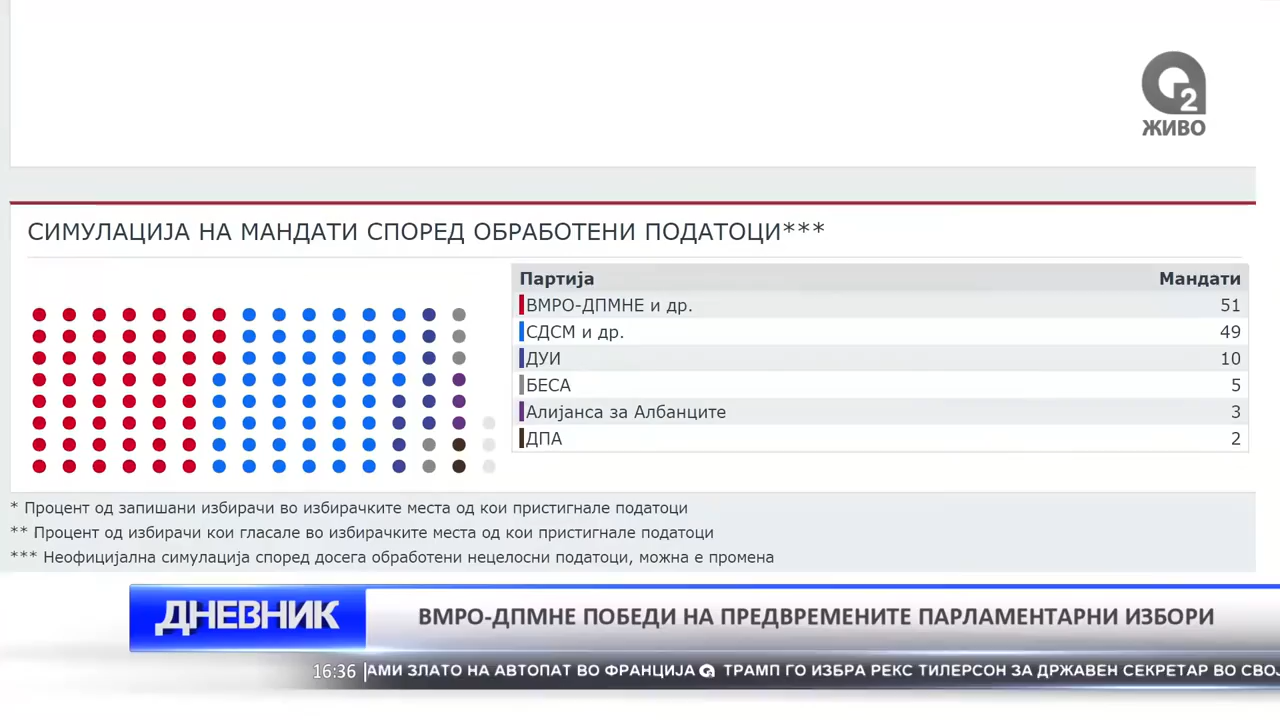 2
ЖИВО
СИМУЛАЦИЈА НА МАНДАТИ СПОРЕД ОБРАБОТЕНИ ПОДАТОЦИ***
Партија Мандати
ВМРО-ДПМНЕ и др. 51
СДСМ и др. 49
ДУИ 10
БЕСА 5
Алијанса за Албанците 3
ДПА 2
* Процент од запишани избирачи во избирачките места од кои пристигнале податоци
** Процент од избирачи кои гласале во избирачките места од кои пристигнале податоци
*** Неофицијална симулација според досега обработени нецелосни податоци, можна е промена
ДНЕВНИК
ВМРО-ДПМНЕ ПОБЕДИ НА ПРЕДВРЕМЕНИТЕ ПАРЛАМЕНТАРНИ ИЗБОРИ
16:36 АМИ ЗЛАТО НА АВТОПАТ ВО ФРАНЦИЈА ТРАМП ГО ИЗБРА РЕКС ТИЛЕРСОН ЗА ДРЖАВЕН СЕКРЕТАР ВО СВОЈ